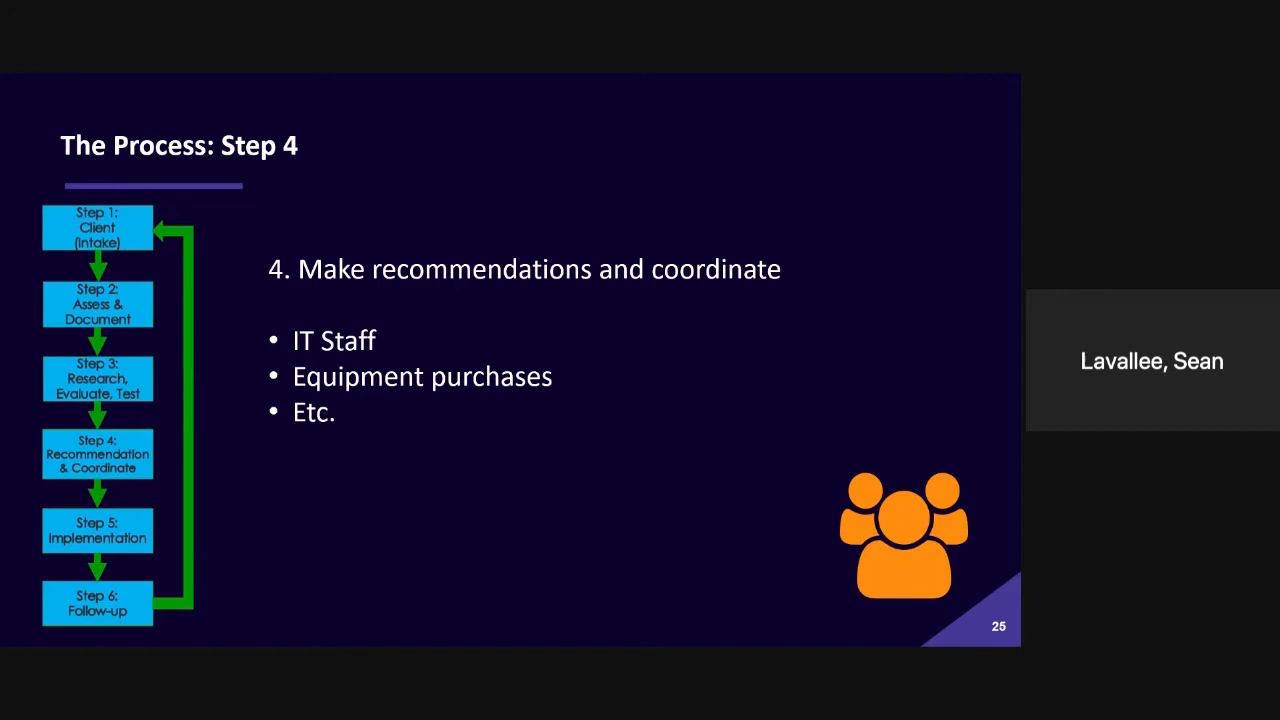 The Process: Step 4
Step 1:
Client
(Intake)
Step 2:
Assess &
Document
Step 3:
Research,
Evaluate, Test
Step 4:
Recommendation
& Coordinate
Step 5:
Implementation
Step 6:
Follow-up
4. Make recommendations and coordinate
• IT Staff
• Equipment purchases
• Etc.
25
Lavallee, Sean